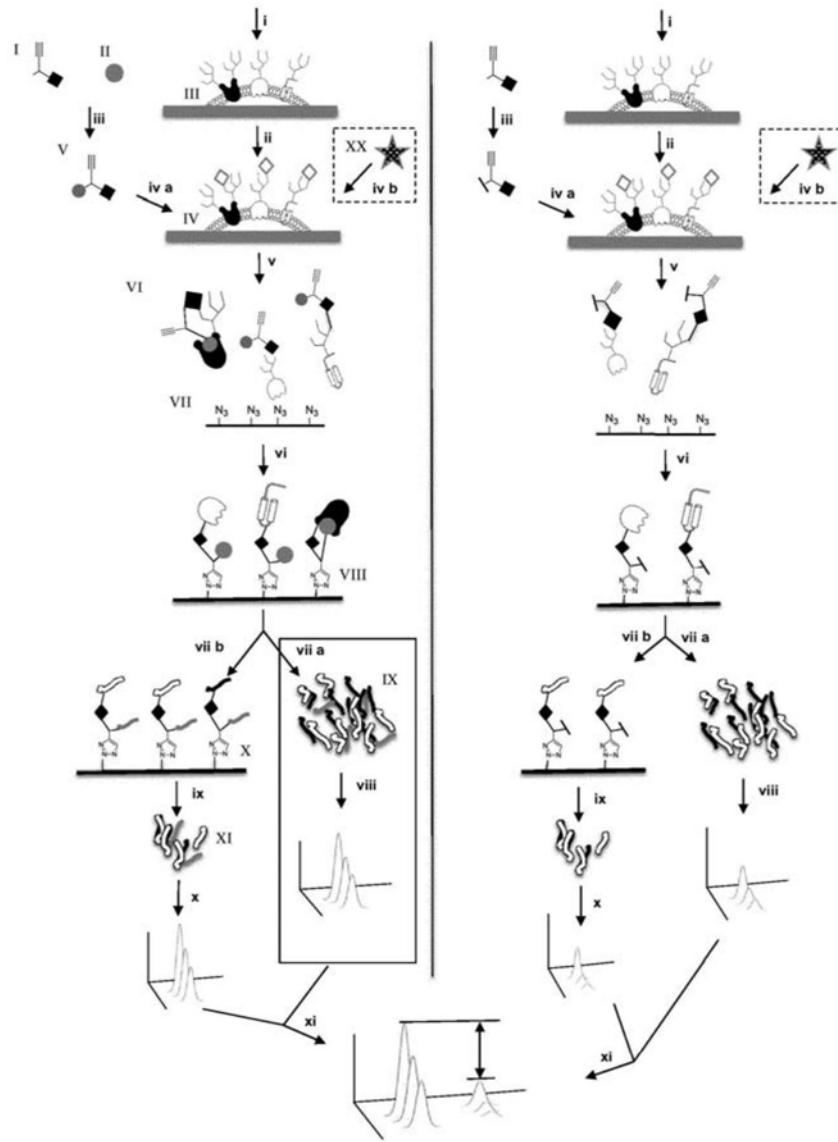 i
i
I
II
III
iii
ii
XX
iii
ii
V
iv a
iv b
iv a
iv b
IV
v
v
VI
VII
N3 N3 N3 N3
N3 N3 N3 N3
vi
vi
VIII
N N-N
N N-N
N N-N
N N-N
N N-N
vii b
vii a
vii b
vii a
IX
X
N N-N
N N-N
N N-N
N N-N
N N-N
ix
viii
ix
viii
XI
x
x
xi
xi